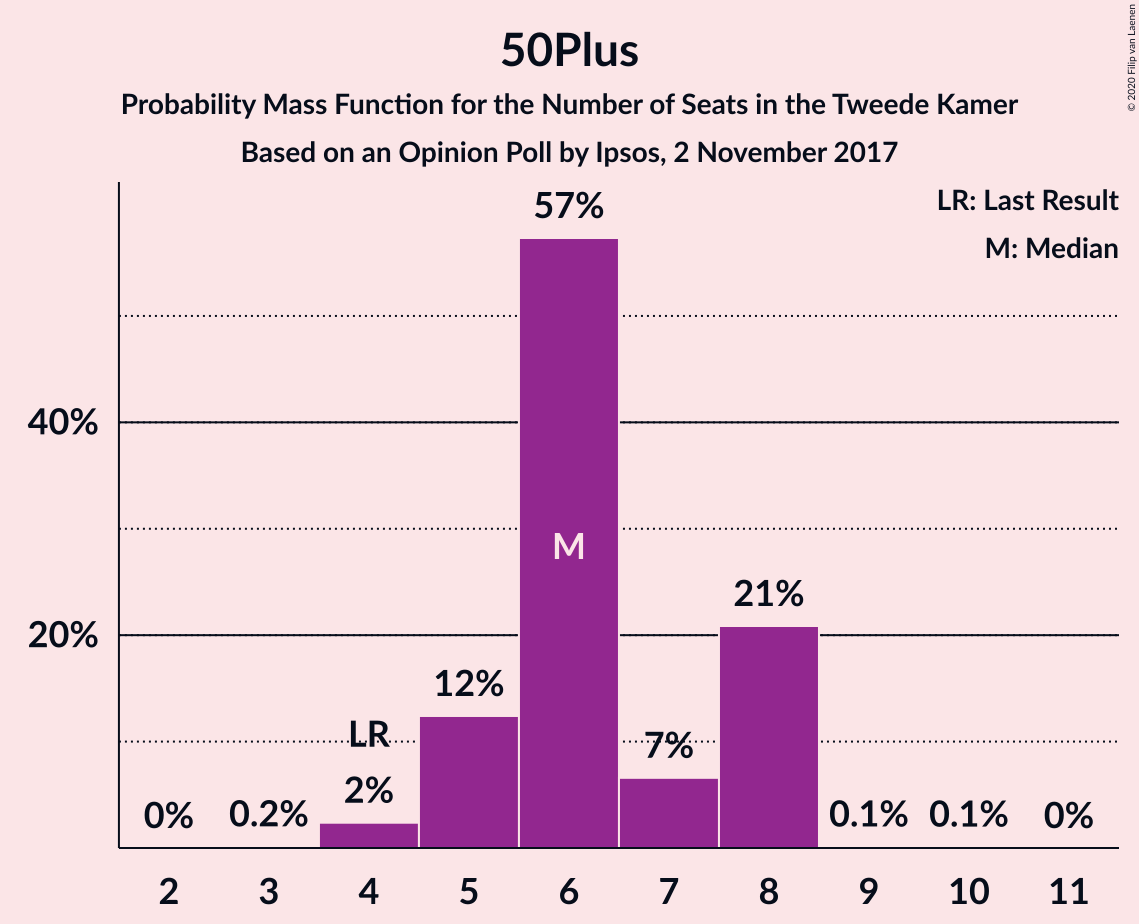 50Plus
Probability Mass Function for the Number of Seats in the Tweede Kamer
Based on an Opinion Poll by Ipsos, 2 November 2017
© 2020 Filip van Laenen
LR: Last Result
M: Median
57%
40%
M
21%
20%
12%
LR
7%
2%
0% 0.2% 0.1% 0.1% 0%
2 3 4 5 6 7 8 9 10 11